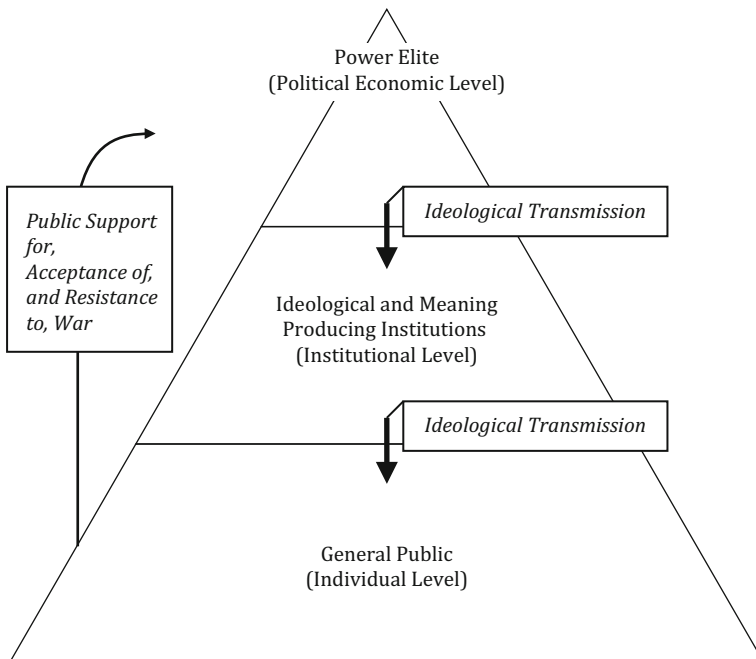 Power Elite
(Political Economic Level)
Ideological Transmission
Public Support
for,
Acceptance of,
and Resistance
to, War
Ideological and Meaning
Producing Institutions
(Institutional Level)
Ideological Transmission
General Public
(Individual Level)